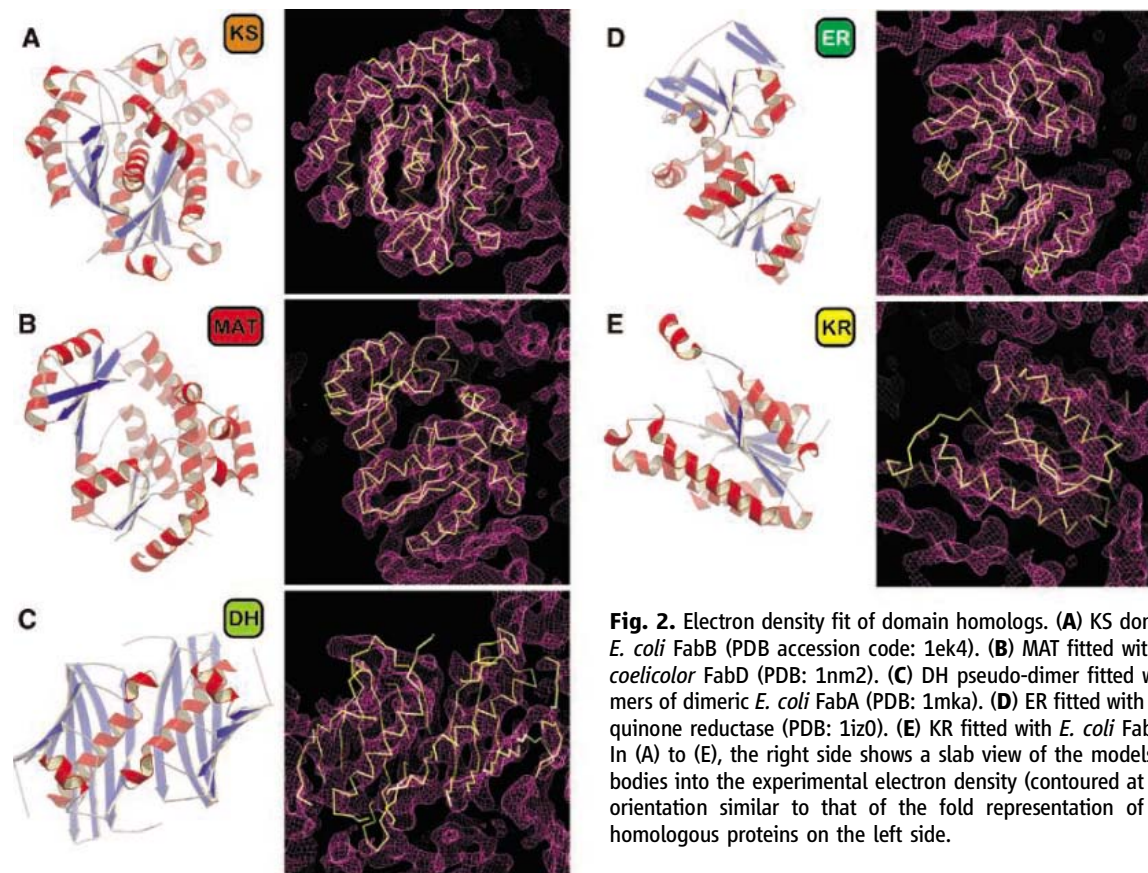 A
KS
B
MAT
C
DH
D
ER
E
KR
Fig. 2. Electron density fit of domain homologs. (A) KS dom
E. coli FabB (PDB accession code: 1ek4). (B) MAT fitted wit
coelicolor FabD (PDB: 1nm2). (C) DH pseudo-dimer fitted w
mers of dimeric E. coli FabA (PDB: 1mka). (D) ER fitted with
quinone reductase (PDB: 1iz0). (E) KR fitted with E. coli Fab
In (A) to (E), the right side shows a slab view of the models
bodies into the experimental electron density (contoured at
orientation similar to that of the fold representation of
homologous proteins on the left side.